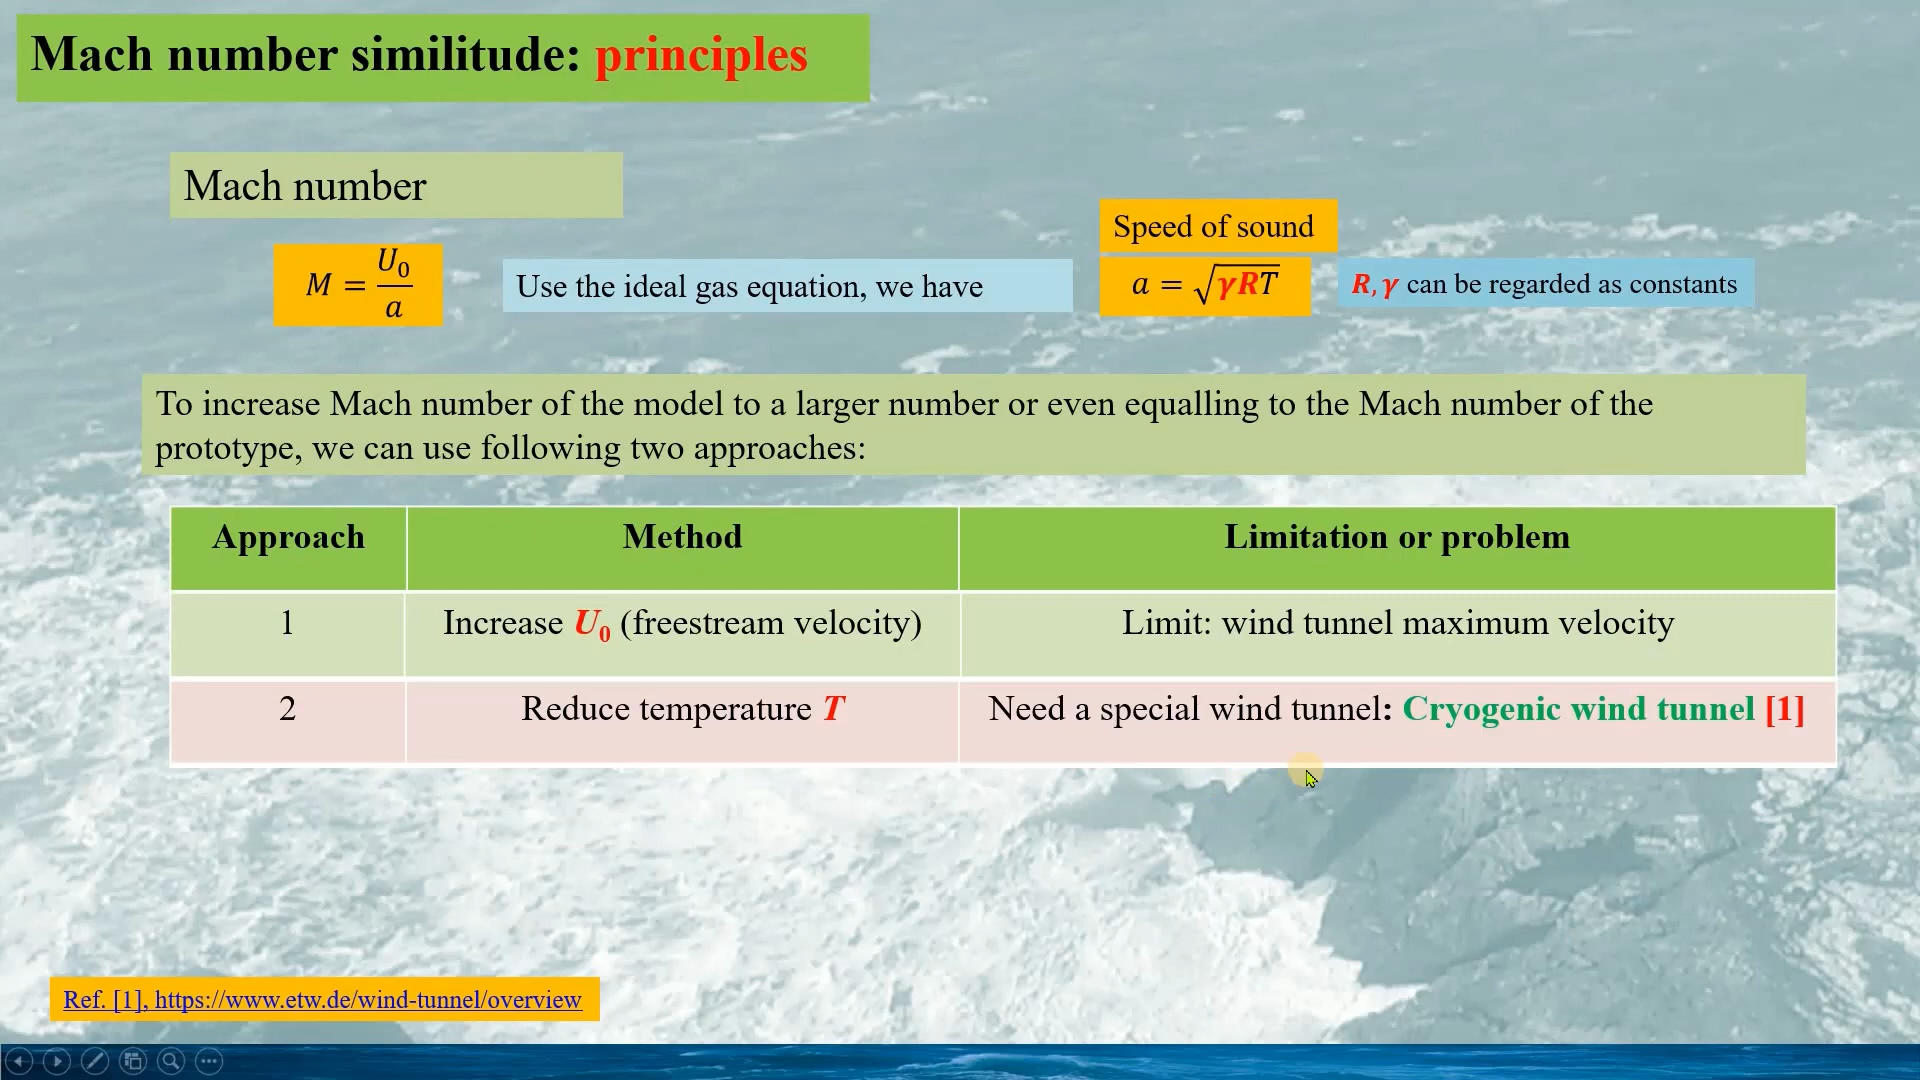 Mach number similitude: principles
Mach number
Speed of sound
M = U₀/a
Use the ideal gas equation, we have
a = √γRT
R, γ can be regarded as constants
To increase Mach number of the model to a larger number or even equalling to the Mach number of the
prototype, we can use following two approaches:
Approach Method Limitation or problem
1 Increase U₀ (freestream velocity) Limit: wind tunnel maximum velocity
2 Reduce temperature T Need a special wind tunnel: Cryogenic wind tunnel [1]
Ref. [1], https://www.etw.de/wind-tunnel/overview